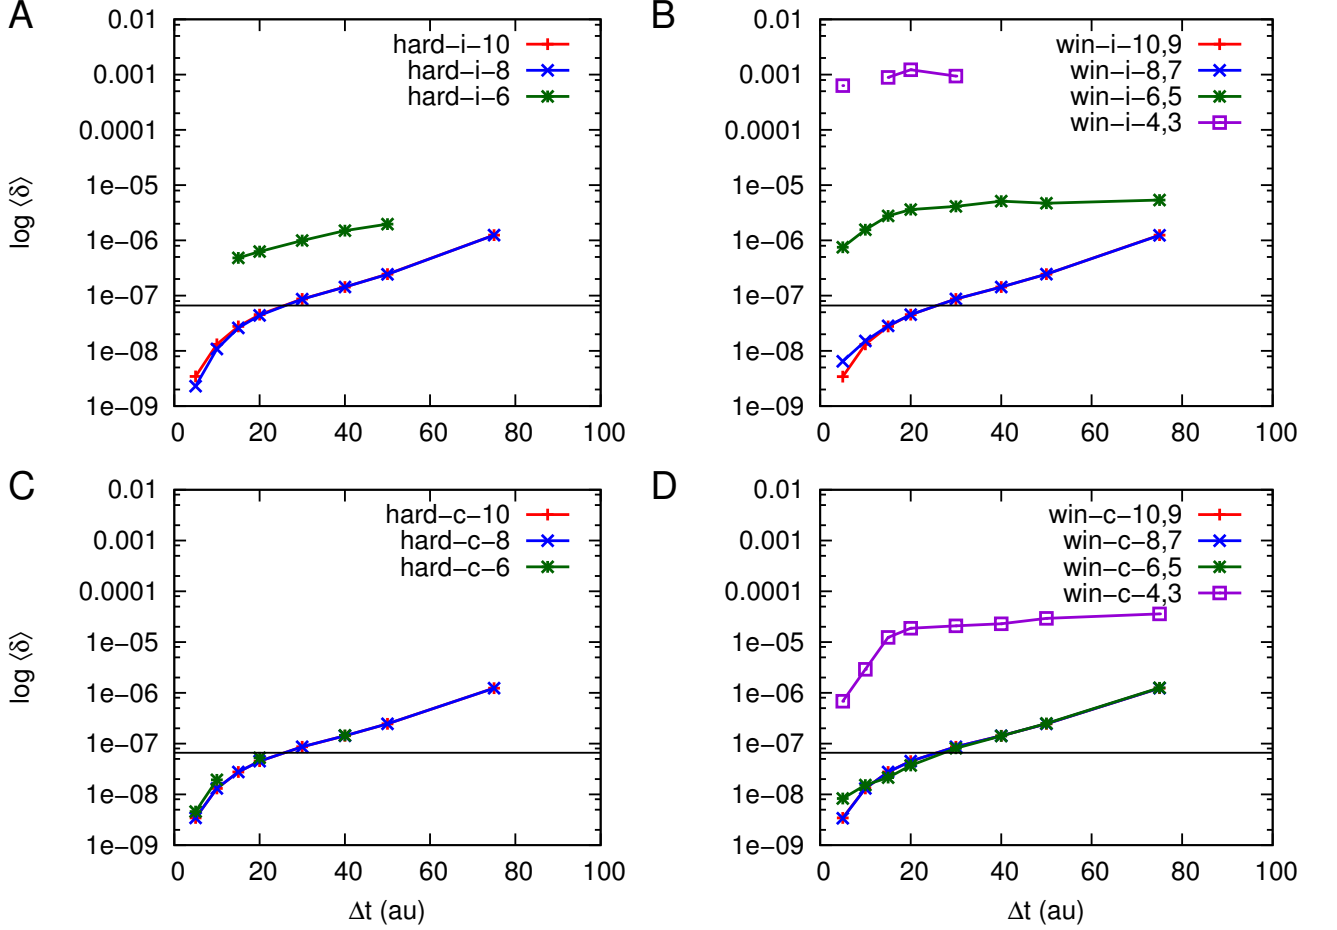 A
0.01
0.001
0.0001
1e−05
1e−06
1e−07
1e−08
1e−09
log ⟨δ⟩
hard−i−10
hard−i−8
hard−i−6
0 20 40 60 80 100
B
0.01
0.001
0.0001
1e−05
1e−06
1e−07
1e−08
1e−09
win−i−10,9
win−i−8,7
win−i−6,5
win−i−4,3
0 20 40 60 80 100
C
0.01
0.001
0.0001
1e−05
1e−06
1e−07
1e−08
1e−09
log ⟨δ⟩
hard−c−10
hard−c−8
hard−c−6
0 20 40 60 80 100
Δt (au)
D
0.01
0.001
0.0001
1e−05
1e−06
1e−07
1e−08
1e−09
win−c−10,9
win−c−8,7
win−c−6,5
win−c−4,3
0 20 40 60 80 100
Δt (au)